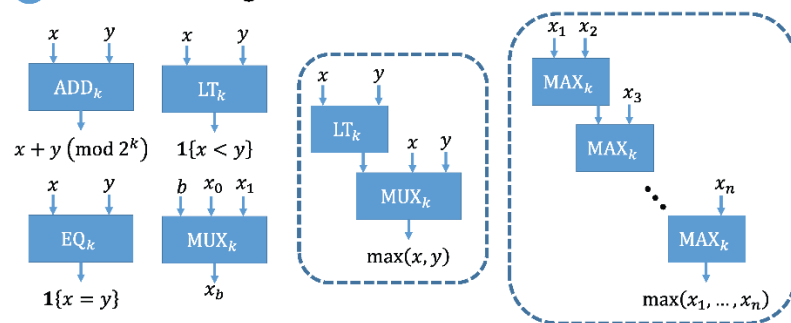 x y
ADD_k
x + y (mod 2^k)
x y
LT_k
1{x < y}
x y
EQ_k
1{x = y}
b x_0 x_1
MUX_k
x_b
x y
LT_k
x y
MUX_k
max(x, y)
x_1 x_2
MAX_k
x_3
MAX_k
x_n
MAX_k
max(x_1, … , x_n)